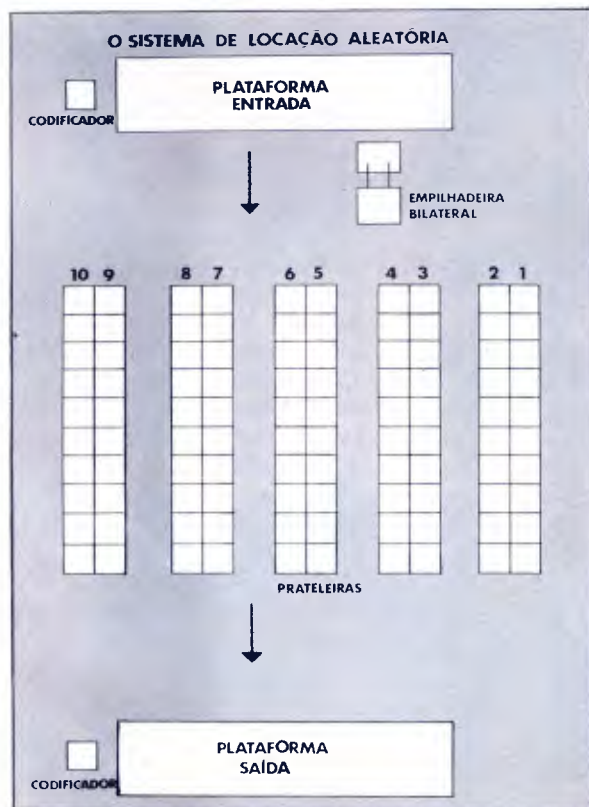 O SISTEMA DE LOCAÇÃO ALEATÓRIA
PLATAFORMA
ENTRADA
CODIFICADOR
EMPILHADEIRA
BILATERAL
10 9 8 7 6 5 4 3 2 1
PRATELEIRAS
PLATAFORMA
SAÍDA
CODIFICADOR